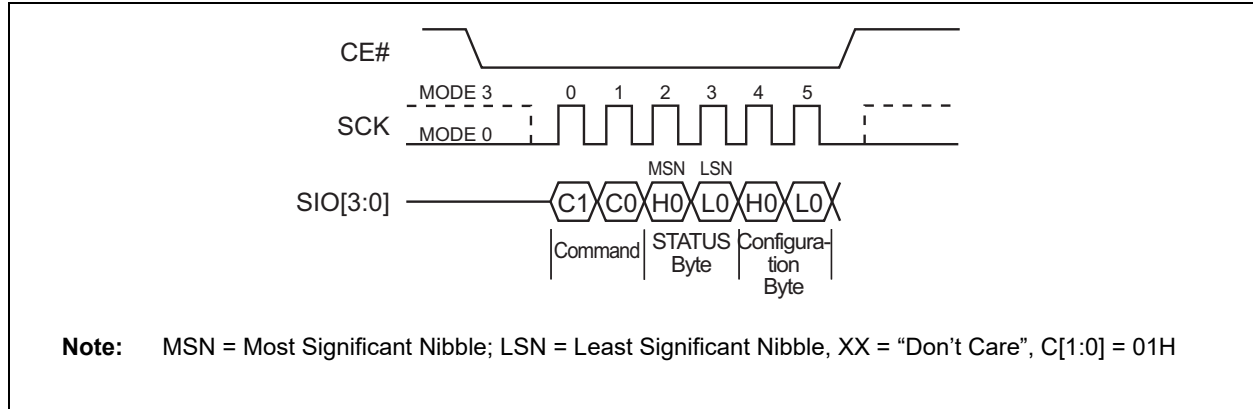 CE#
MODE 3 0 1 2 3 4 5
SCK
MODE 0
MSN LSN
SIO[3:0] C1 C0 H0 L0 H0 L0
Command STATUS Byte Configura-tion Byte
Note: MSN = Most Significant Nibble; LSN = Least Significant Nibble, XX = “Don’t Care”, C[1:0] = 01H